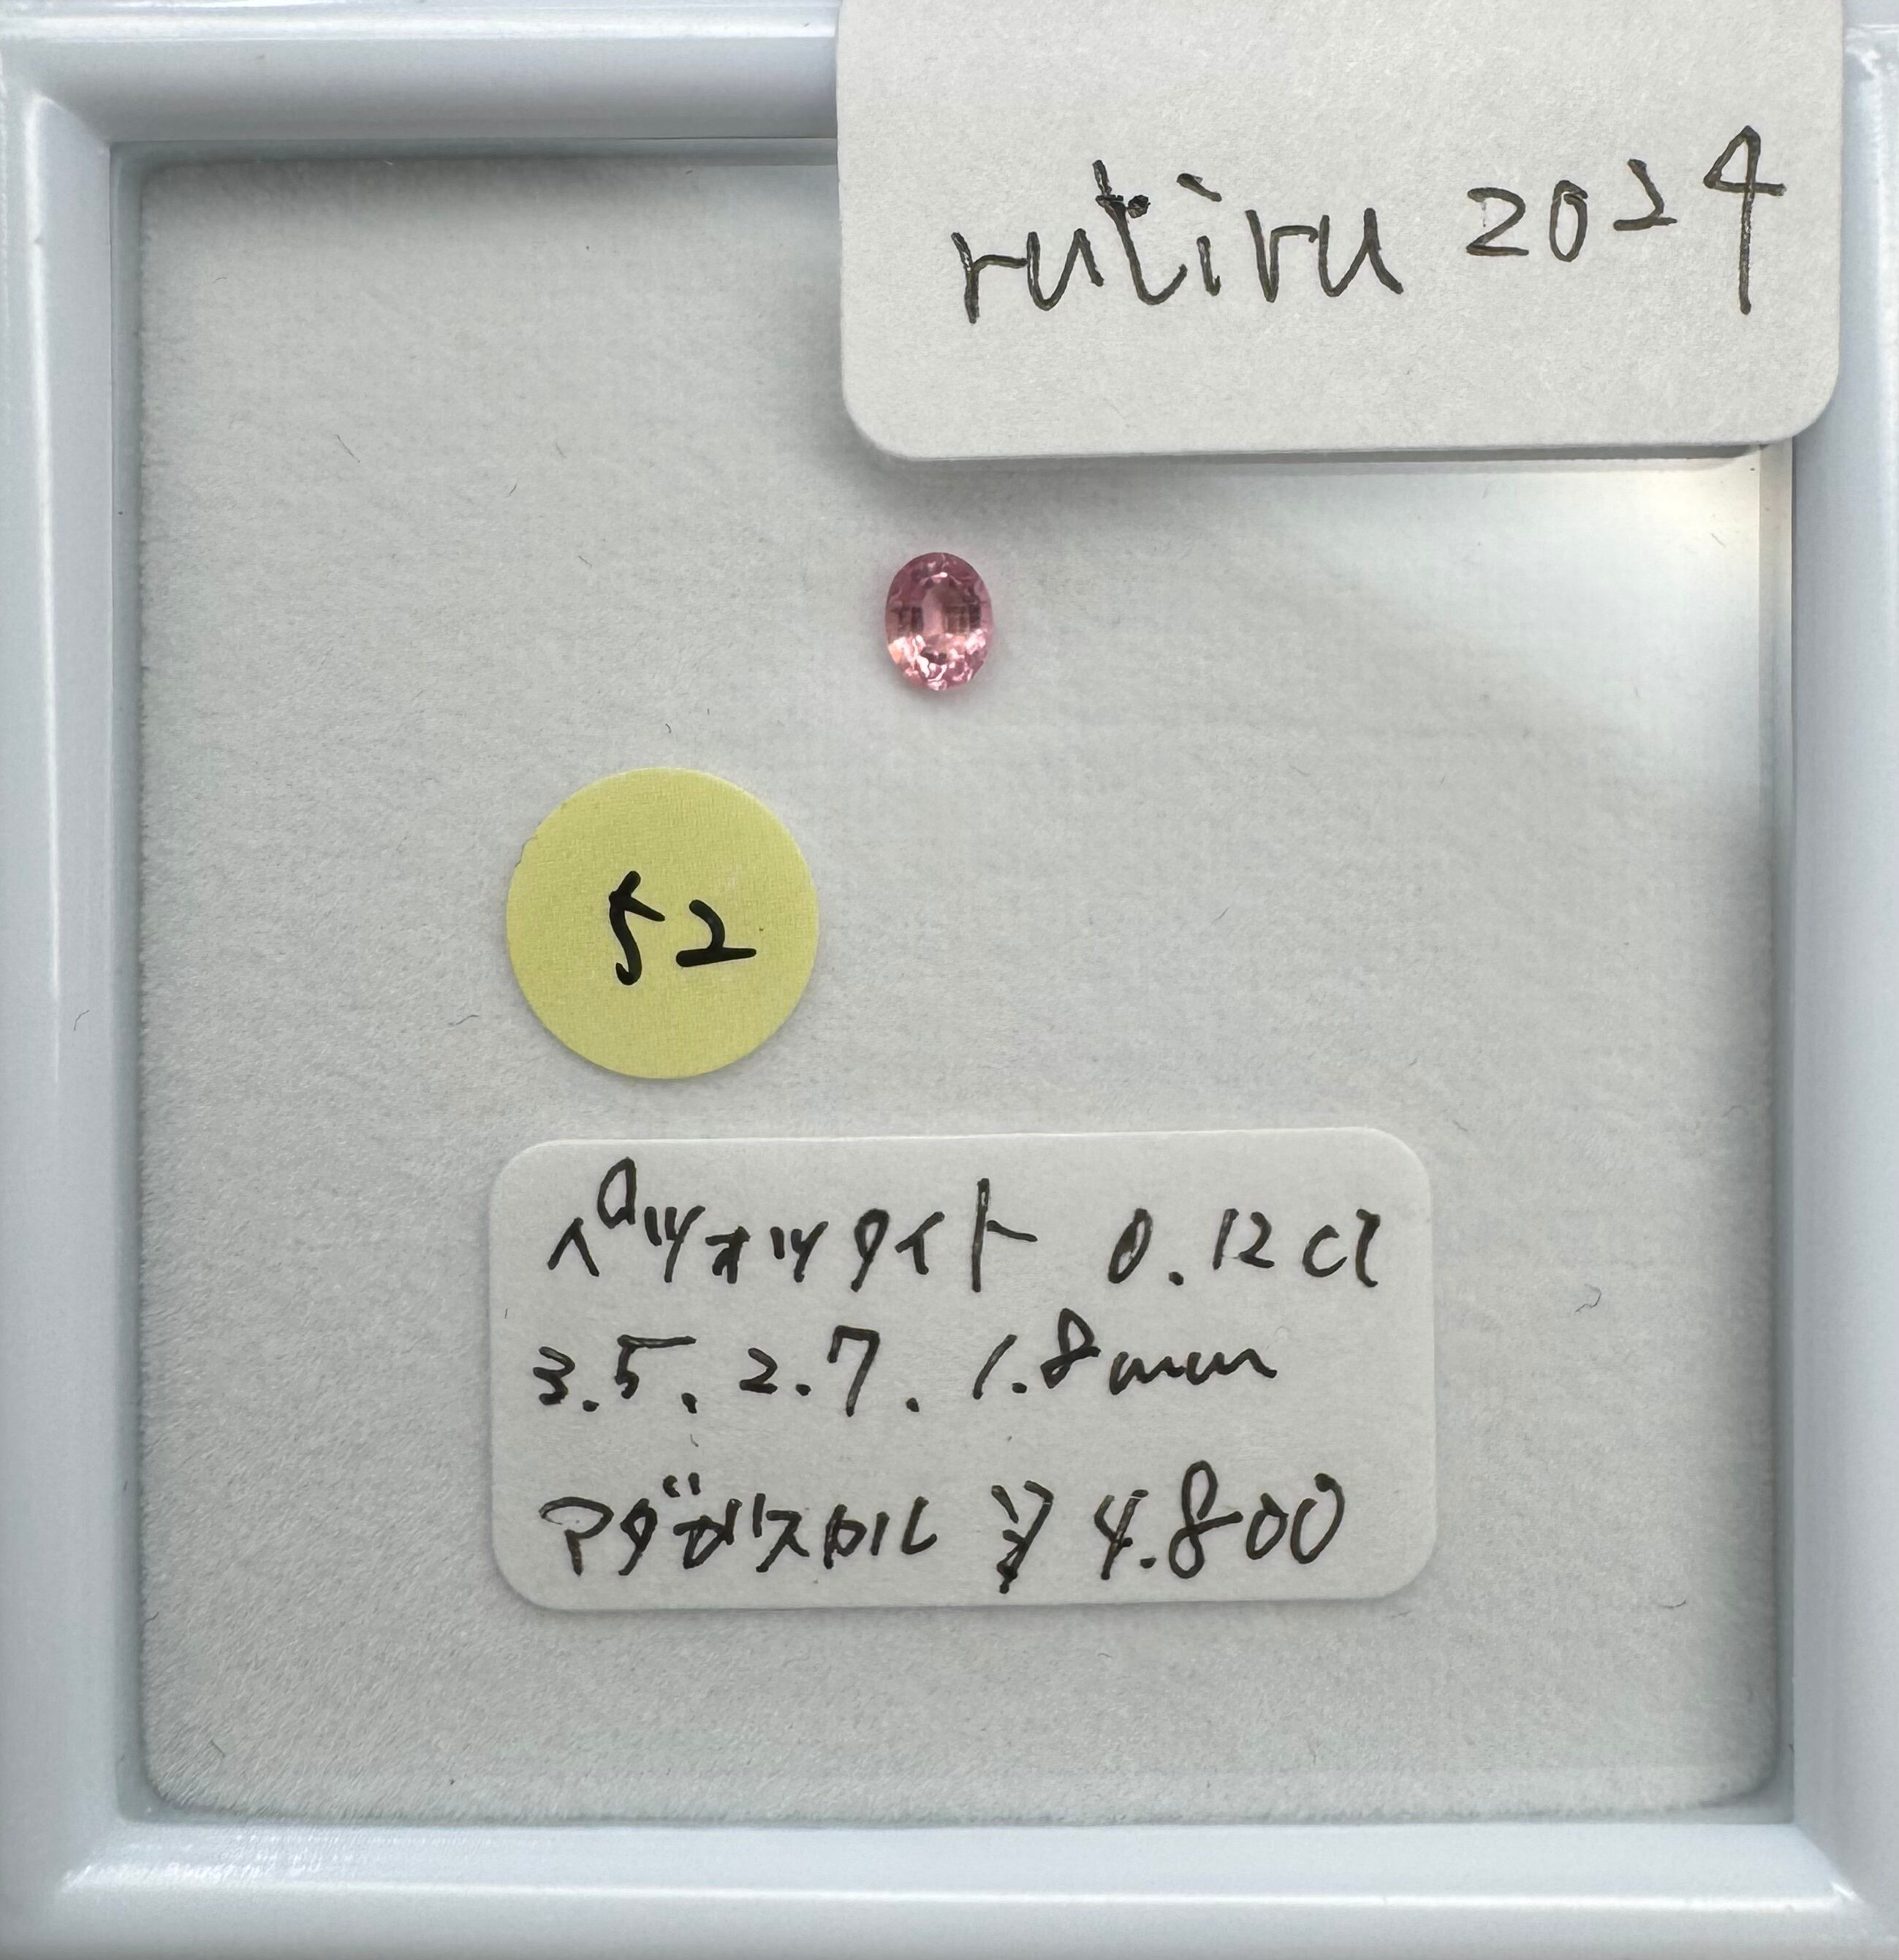 rutiru 2024
52
ペツォツタイト 0.12ct
3.5.2.7.1.8mm
マダガスカル ¥4.800